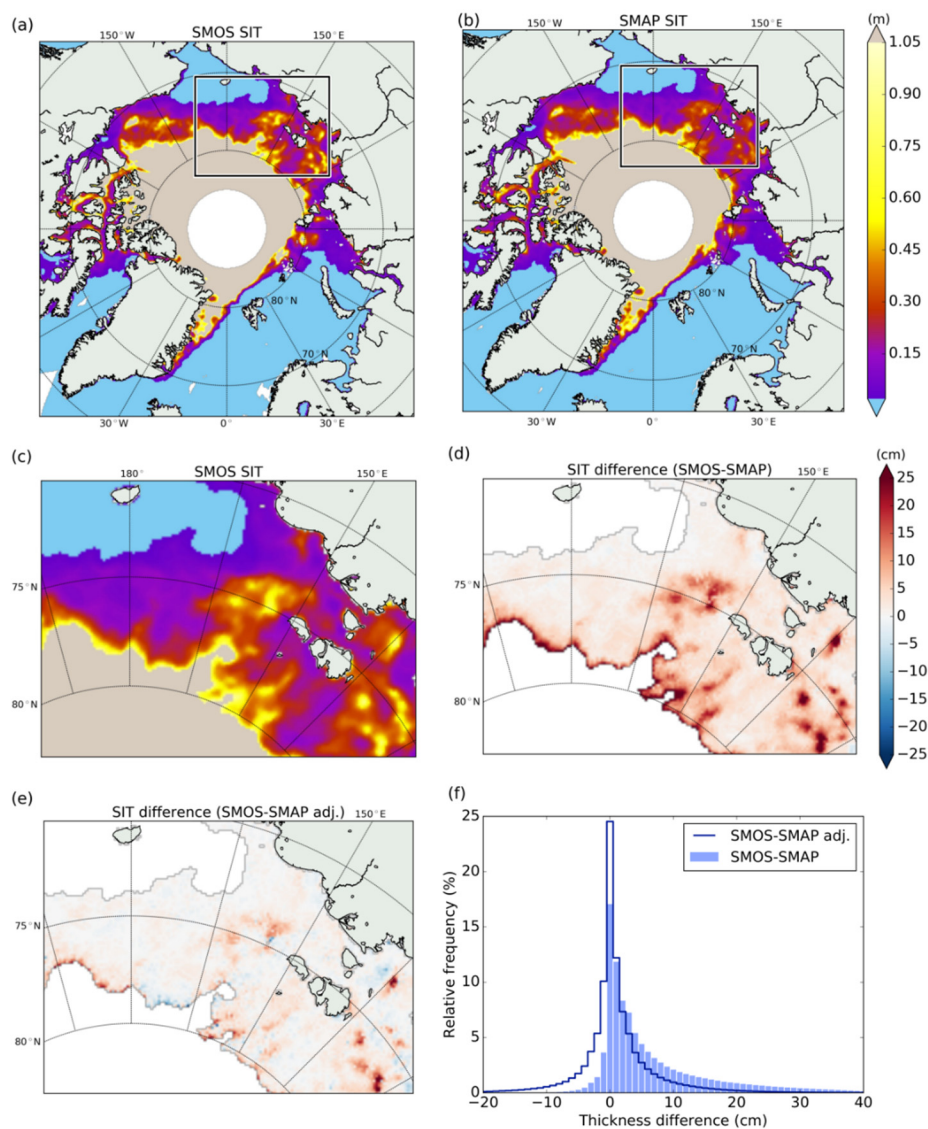 (a)
150°W
SMOS SIT
150°E
80°N
70°N
30°W
0°
30°E
(b)
150°W
SMAP SIT
150°E
80°N
70°N
30°W
0°
30°E
(m)
1.05
0.90
0.75
0.60
0.45
0.30
0.15
(c)
180°
SMOS SIT
150°E
75°N
80°N
(d)
SIT difference (SMOS-SMAP)
150°E
75°N
80°N
(cm)
25
20
15
10
5
0
−5
−10
−15
−20
−25
(e)
SIT difference (SMOS-SMAP adj.)
150°E
75°N
80°N
(f)
SMOS-SMAP adj.
SMOS-SMAP
Relative frequency (%)
25
20
15
10
5
0
−20
−10
0
10
20
30
40
Thickness difference (cm)